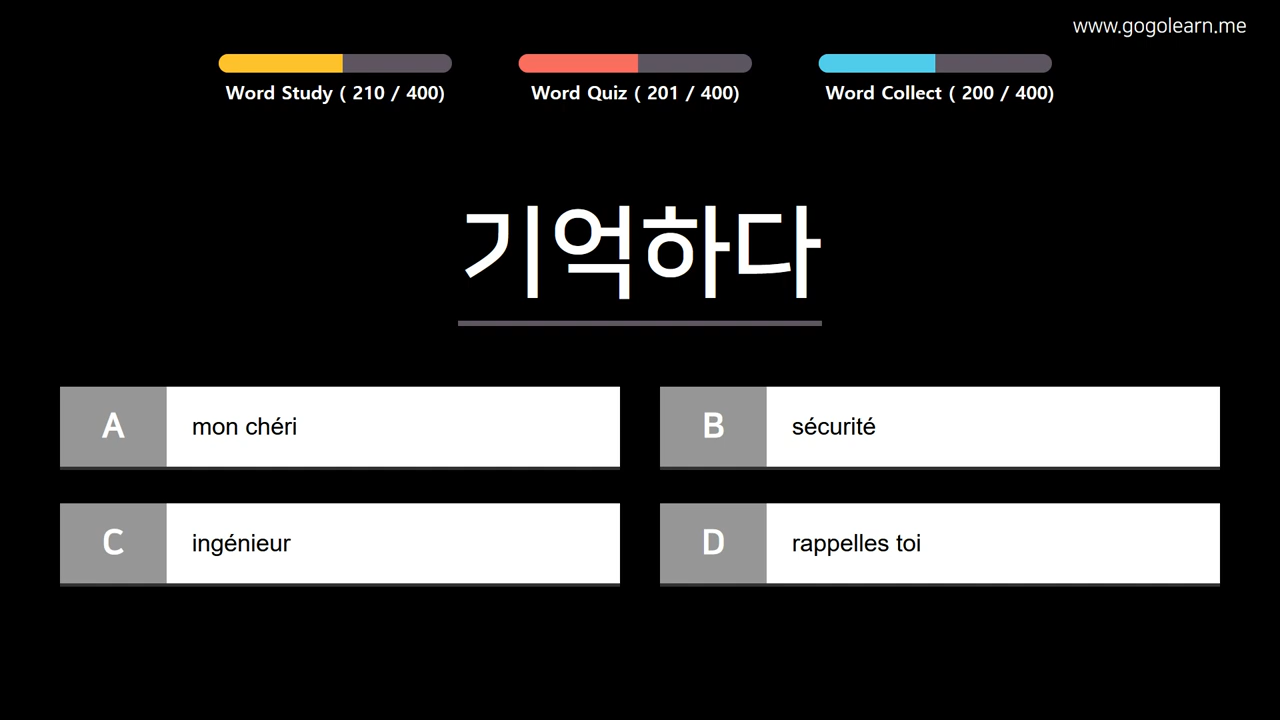 www.gogolearn.me
Word Study ( 210 / 400)
Word Quiz ( 201 / 400)
Word Collect ( 200 / 400)
기억하다
A mon chéri
B sécurité
C ingénieur
D rappelles toi